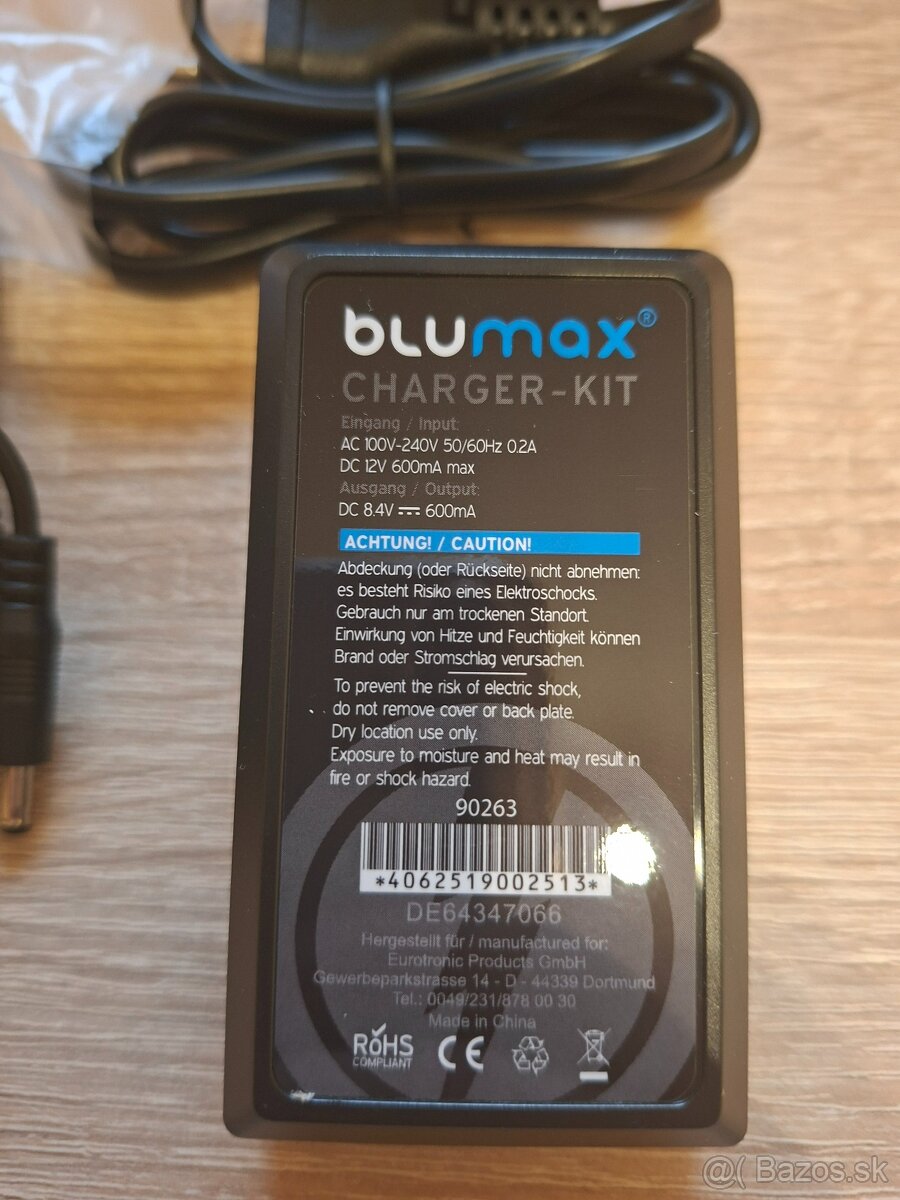 bLUmax®
CHARGER-KIT
Eingang / Input:
AC 100V-240V 50/60Hz 0.2A
DC 12V 600mA max
Ausgang / Output:
DC 8.4V ⎓ 600mA
ACHTUNG! / CAUTION!
Abdeckung (oder Rückseite) nicht abnehmen:
es besteht Risiko eines Elektroschocks.
Gebrauch nur am trockenen Standort.
Einwirkung von Hitze und Feuchtigkeit können
Brand oder Stromschlag verursachen.
To prevent the risk of electric shock,
do not remove cover or back plate.
Dry location use only.
Exposure to moisture and heat may result in
fire or shock hazard.
90263
*4062519002513*
DE64347066
Hergestellt für / manufactured for:
Eurotronic Products GmbH
Gewerbeparkstrasse 14 - D - 44339 Dortmund
Tel.: 0049/231/878 00 30
Made in China
RoHS CE
COMPLIANT
@( Bazos.sk